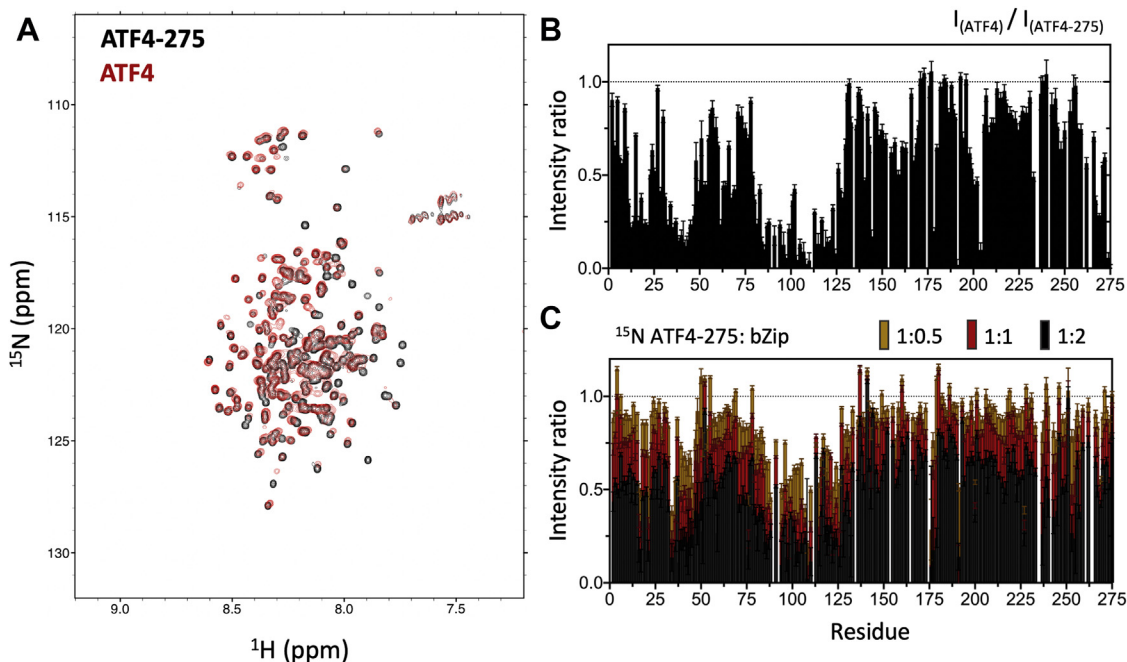 A
ATF4-275
ATF4
110
115
120
125
130
¹⁵N (ppm)
9.0 8.5 8.0 7.5
¹H (ppm)
B
I(ATF4) / I(ATF4-275)
1.0
0.5
0.0
Intensity ratio
0 25 50 75 100 125 150 175 200 225 250 275
C
¹⁵N ATF4-275: bZip
1:0.5 1:1 1:2
1.0
0.5
0.0
Intensity ratio
0 25 50 75 100 125 150 175 200 225 250 275
Residue